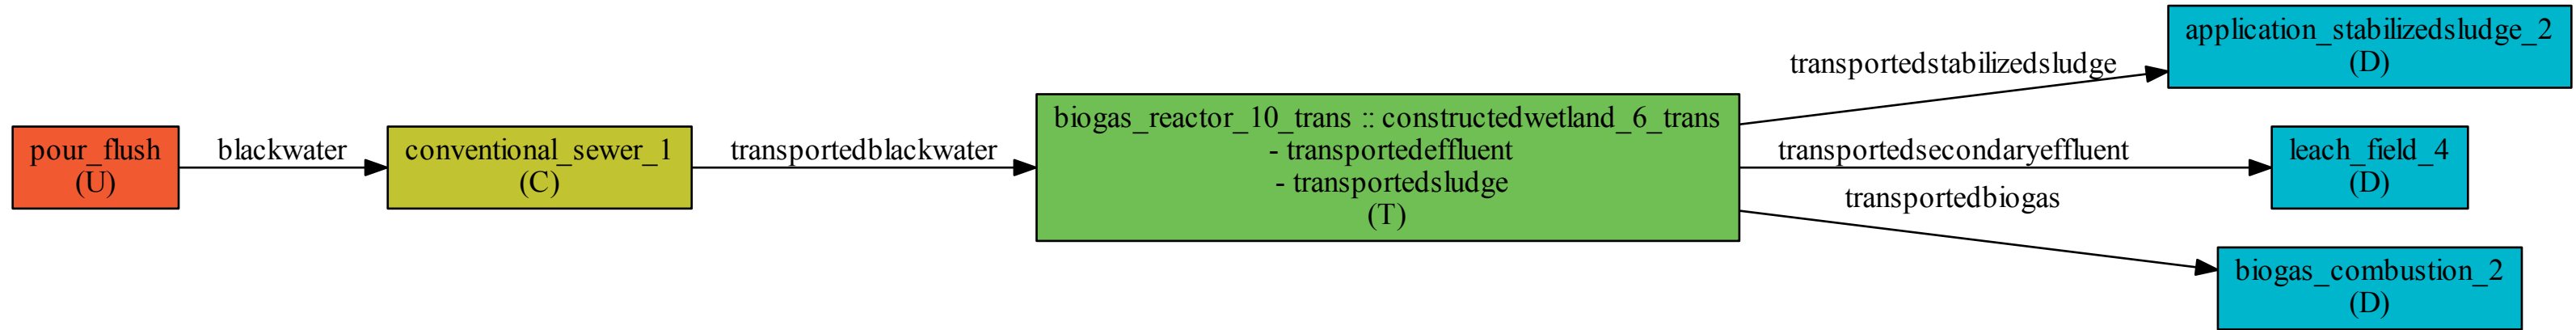 pour_flush
(U)
blackwater
conventional_sewer_1
(C)
transportedblackwater
biogas_reactor_10_trans :: constructedwetland_6_trans
- transportedeffluent
- transportedsludge
(T)
transportedstabilizedsludge
transportedsecondaryeffluent
transportedbiogas
application_stabilizedsludge_2
(D)
leach_field_4
(D)
biogas_combustion_2
(D)